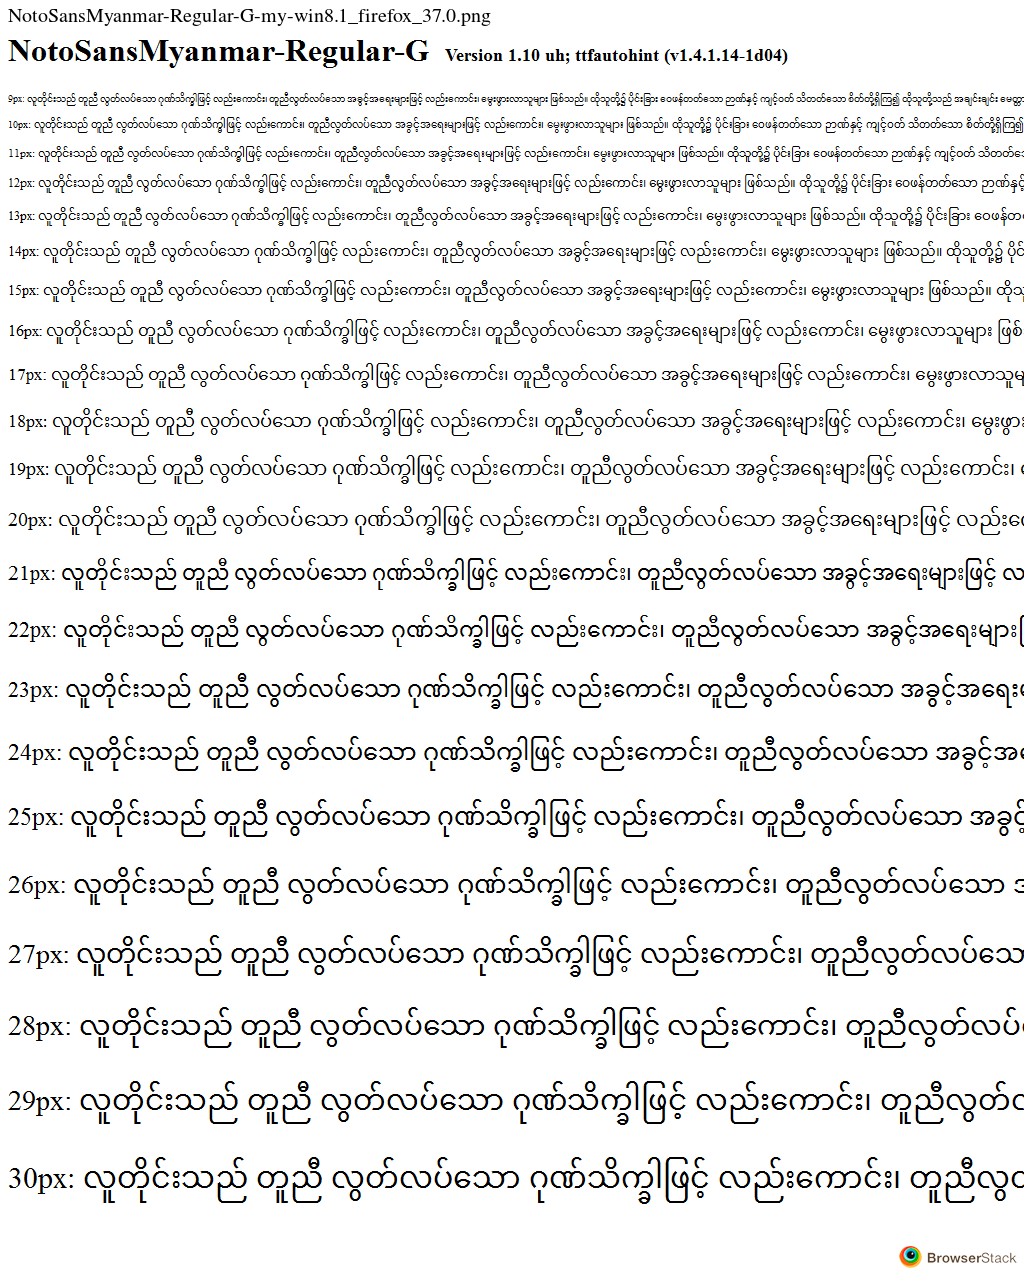 NotoSansMyanmar-Regular-G-my-win8.1_firefox_37.0.png
NotoSansMyanmar-Regular-G Version 1.10 uh; ttfautohint (v1.4.1.14-1d04)
9px: လူတိုင်းသည် တူညီ လွတ်လပ်သော ဂုဏ်သိက္ခါဖြင့် လည်းကောင်း၊ တူညီလွတ်လပ်သော အခွင့်အရေးများဖြင့် လည်းကောင်း၊ မွေးဖွားလာသူများ ဖြစ်သည်။ ထိုသူတို့၌ ပိုင်းခြား ဝေဖန်တတ်သော ဉာဏ်နှင့် ကျင့်ဝတ် သိတတ်သော စိတ်တို့ရှိကြ၍ ထိုသူတို့သည် အချင်းချင်း မေတ္တာ
10px: လူတိုင်းသည် တူညီ လွတ်လပ်သော ဂုဏ်သိက္ခါဖြင့် လည်းကောင်း၊ တူညီလွတ်လပ်သော အခွင့်အရေးများဖြင့် လည်းကောင်း၊ မွေးဖွားလာသူများ ဖြစ်သည်။ ထိုသူတို့၌ ပိုင်းခြား ဝေဖန်တတ်သော ဉာဏ်နှင့် ကျင့်ဝတ် သိတတ်သော စိတ်တို့ရှိကြ၍
11px: လူတိုင်းသည် တူညီ လွတ်လပ်သော ဂုဏ်သိက္ခါဖြင့် လည်းကောင်း၊ တူညီလွတ်လပ်သော အခွင့်အရေးများဖြင့် လည်းကောင်း၊ မွေးဖွားလာသူများ ဖြစ်သည်။ ထိုသူတို့၌ ပိုင်းခြား ဝေဖန်တတ်သော ဉာဏ်နှင့် ကျင့်ဝတ် သိတတ်သော
12px: လူတိုင်းသည် တူညီ လွတ်လပ်သော ဂုဏ်သိက္ခါဖြင့် လည်းကောင်း၊ တူညီလွတ်လပ်သော အခွင့်အရေးများဖြင့် လည်းကောင်း၊ မွေးဖွားလာသူများ ဖြစ်သည်။ ထိုသူတို့၌ ပိုင်းခြား ဝေဖန်တတ်သော ဉာဏ်နှင့်
13px: လူတိုင်းသည် တူညီ လွတ်လပ်သော ဂုဏ်သိက္ခါဖြင့် လည်းကောင်း၊ တူညီလွတ်လပ်သော အခွင့်အရေးများဖြင့် လည်းကောင်း၊ မွေးဖွားလာသူများ ဖြစ်သည်။ ထိုသူတို့၌ ပိုင်းခြား ဝေဖန်တ
14px: လူတိုင်းသည် တူညီ လွတ်လပ်သော ဂုဏ်သိက္ခါဖြင့် လည်းကောင်း၊ တူညီလွတ်လပ်သော အခွင့်အရေးများဖြင့် လည်းကောင်း၊ မွေးဖွားလာသူများ ဖြစ်သည်။ ထိုသူတို့၌ ပိုင်
15px: လူတိုင်းသည် တူညီ လွတ်လပ်သော ဂုဏ်သိက္ခါဖြင့် လည်းကောင်း၊ တူညီလွတ်လပ်သော အခွင့်အရေးများဖြင့် လည်းကောင်း၊ မွေးဖွားလာသူများ ဖြစ်သည်။ ထိုသူ
16px: လူတိုင်းသည် တူညီ လွတ်လပ်သော ဂုဏ်သိက္ခါဖြင့် လည်းကောင်း၊ တူညီလွတ်လပ်သော အခွင့်အရေးများဖြင့် လည်းကောင်း၊ မွေးဖွားလာသူများ ဖြစ်
17px: လူတိုင်းသည် တူညီ လွတ်လပ်သော ဂုဏ်သိက္ခါဖြင့် လည်းကောင်း၊ တူညီလွတ်လပ်သော အခွင့်အရေးများဖြင့် လည်းကောင်း၊ မွေးဖွားလာသူမ
18px: လူတိုင်းသည် တူညီ လွတ်လပ်သော ဂုဏ်သိက္ခါဖြင့် လည်းကောင်း၊ တူညီလွတ်လပ်သော အခွင့်အရေးများဖြင့် လည်းကောင်း၊ မွေးဖွား
19px: လူတိုင်းသည် တူညီ လွတ်လပ်သော ဂုဏ်သိက္ခါဖြင့် လည်းကောင်း၊ တူညီလွတ်လပ်သော အခွင့်အရေးများဖြင့် လည်းကောင်း၊
20px: လူတိုင်းသည် တူညီ လွတ်လပ်သော ဂုဏ်သိက္ခါဖြင့် လည်းကောင်း၊ တူညီလွတ်လပ်သော အခွင့်အရေးများဖြင့် လည်းကေ
21px: လူတိုင်းသည် တူညီ လွတ်လပ်သော ဂုဏ်သိက္ခါဖြင့် လည်းကောင်း၊ တူညီလွတ်လပ်သော အခွင့်အရေးများဖြင့် လ
22px: လူတိုင်းသည် တူညီ လွတ်လပ်သော ဂုဏ်သိက္ခါဖြင့် လည်းကောင်း၊ တူညီလွတ်လပ်သော အခွင့်အရေးများ
23px: လူတိုင်းသည် တူညီ လွတ်လပ်သော ဂုဏ်သိက္ခါဖြင့် လည်းကောင်း၊ တူညီလွတ်လပ်သော အခွင့်အရေး
24px: လူတိုင်းသည် တူညီ လွတ်လပ်သော ဂုဏ်သိက္ခါဖြင့် လည်းကောင်း၊ တူညီလွတ်လပ်သော အခွင့်အ
25px: လူတိုင်းသည် တူညီ လွတ်လပ်သော ဂုဏ်သိက္ခါဖြင့် လည်းကောင်း၊ တူညီလွတ်လပ်သော အခွင့်
26px: လူတိုင်းသည် တူညီ လွတ်လပ်သော ဂုဏ်သိက္ခါဖြင့် လည်းကောင်း၊ တူညီလွတ်လပ်သော
27px: လူတိုင်းသည် တူညီ လွတ်လပ်သော ဂုဏ်သိက္ခါဖြင့် လည်းကောင်း၊ တူညီလွတ်လပ်သော
28px: လူတိုင်းသည် တူညီ လွတ်လပ်သော ဂုဏ်သိက္ခါဖြင့် လည်းကောင်း၊ တူညီလွတ်လပ်
29px: လူတိုင်းသည် တူညီ လွတ်လပ်သော ဂုဏ်သိက္ခါဖြင့် လည်းကောင်း၊ တူညီလွတ်လ
30px: လူတိုင်းသည် တူညီ လွတ်လပ်သော ဂုဏ်သိက္ခါဖြင့် လည်းကောင်း၊ တူညီလွတ
BrowserStack